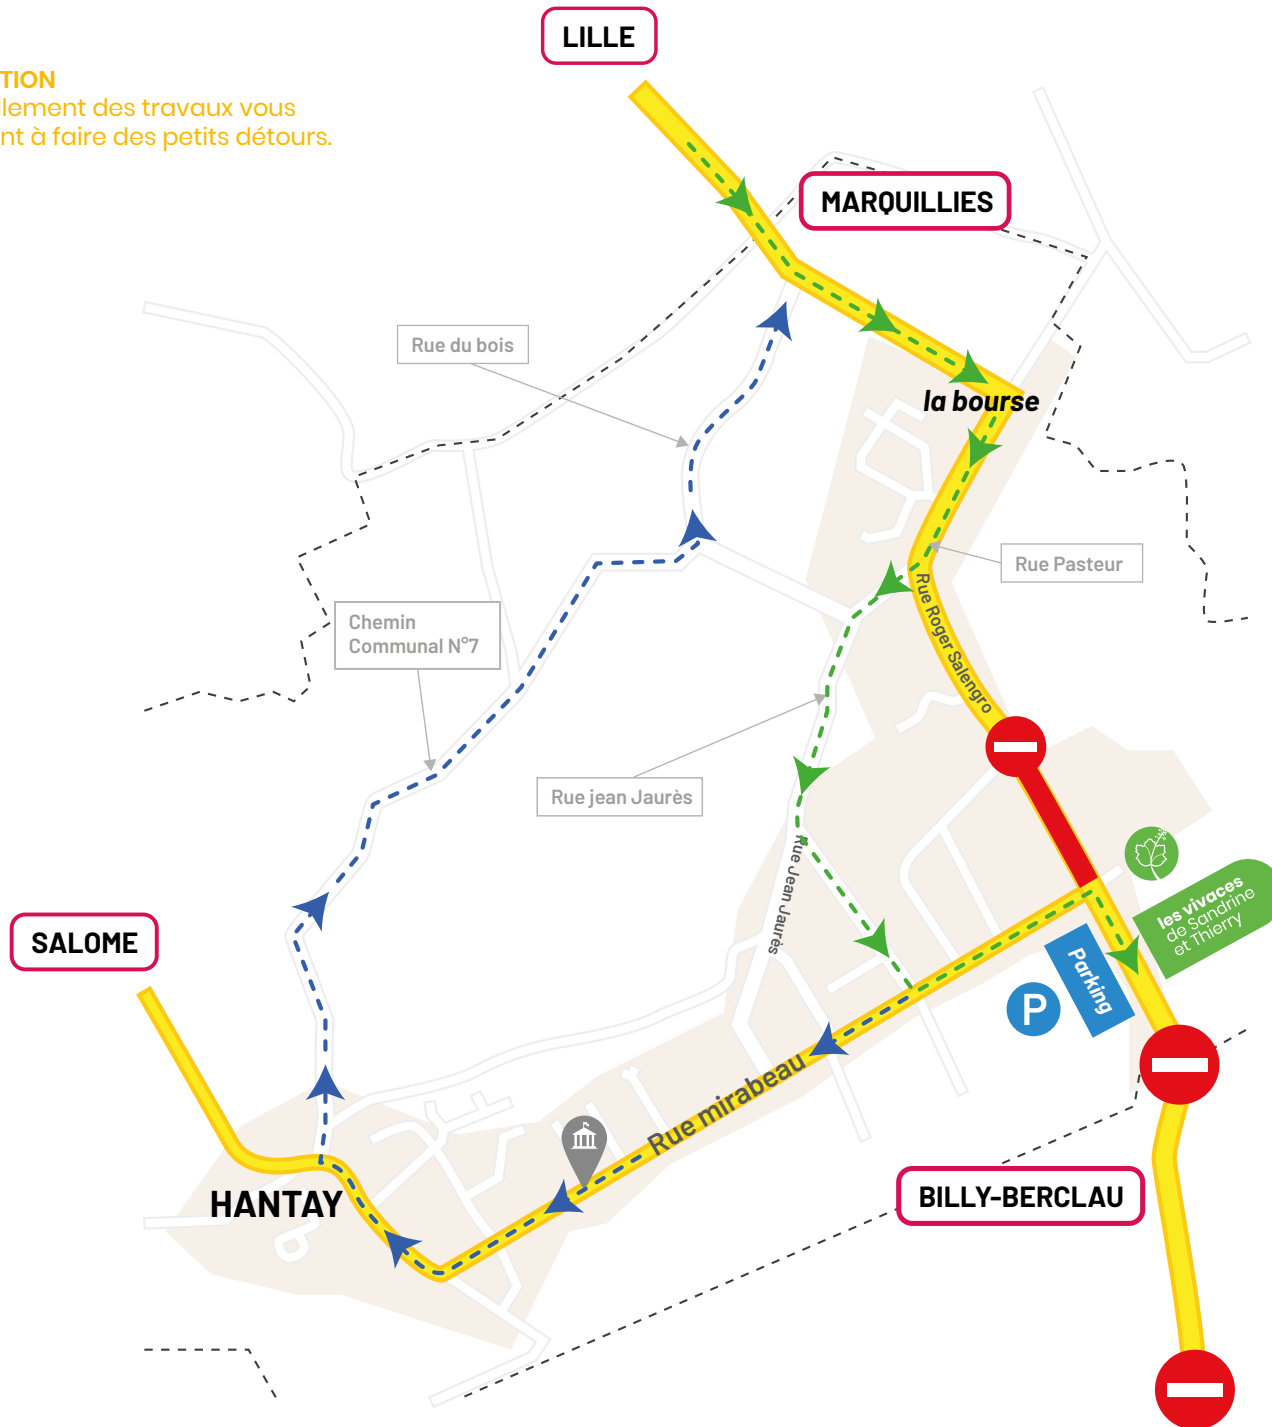 LILLE
TION
llement des travaux vous
nt à faire des petits détours.
MARQUILLIES
Rue du bois
la bourse
Rue Pasteur
Rue Roger Salengro
Chemin
Communal N°7
Rue jean Jaurès
Rue Jean Jaurès
les vivaces
de Sandrine
et Thierry
SALOME
Parking
P
Rue mirabeau
HANTAY
BILLY-BERCLAU